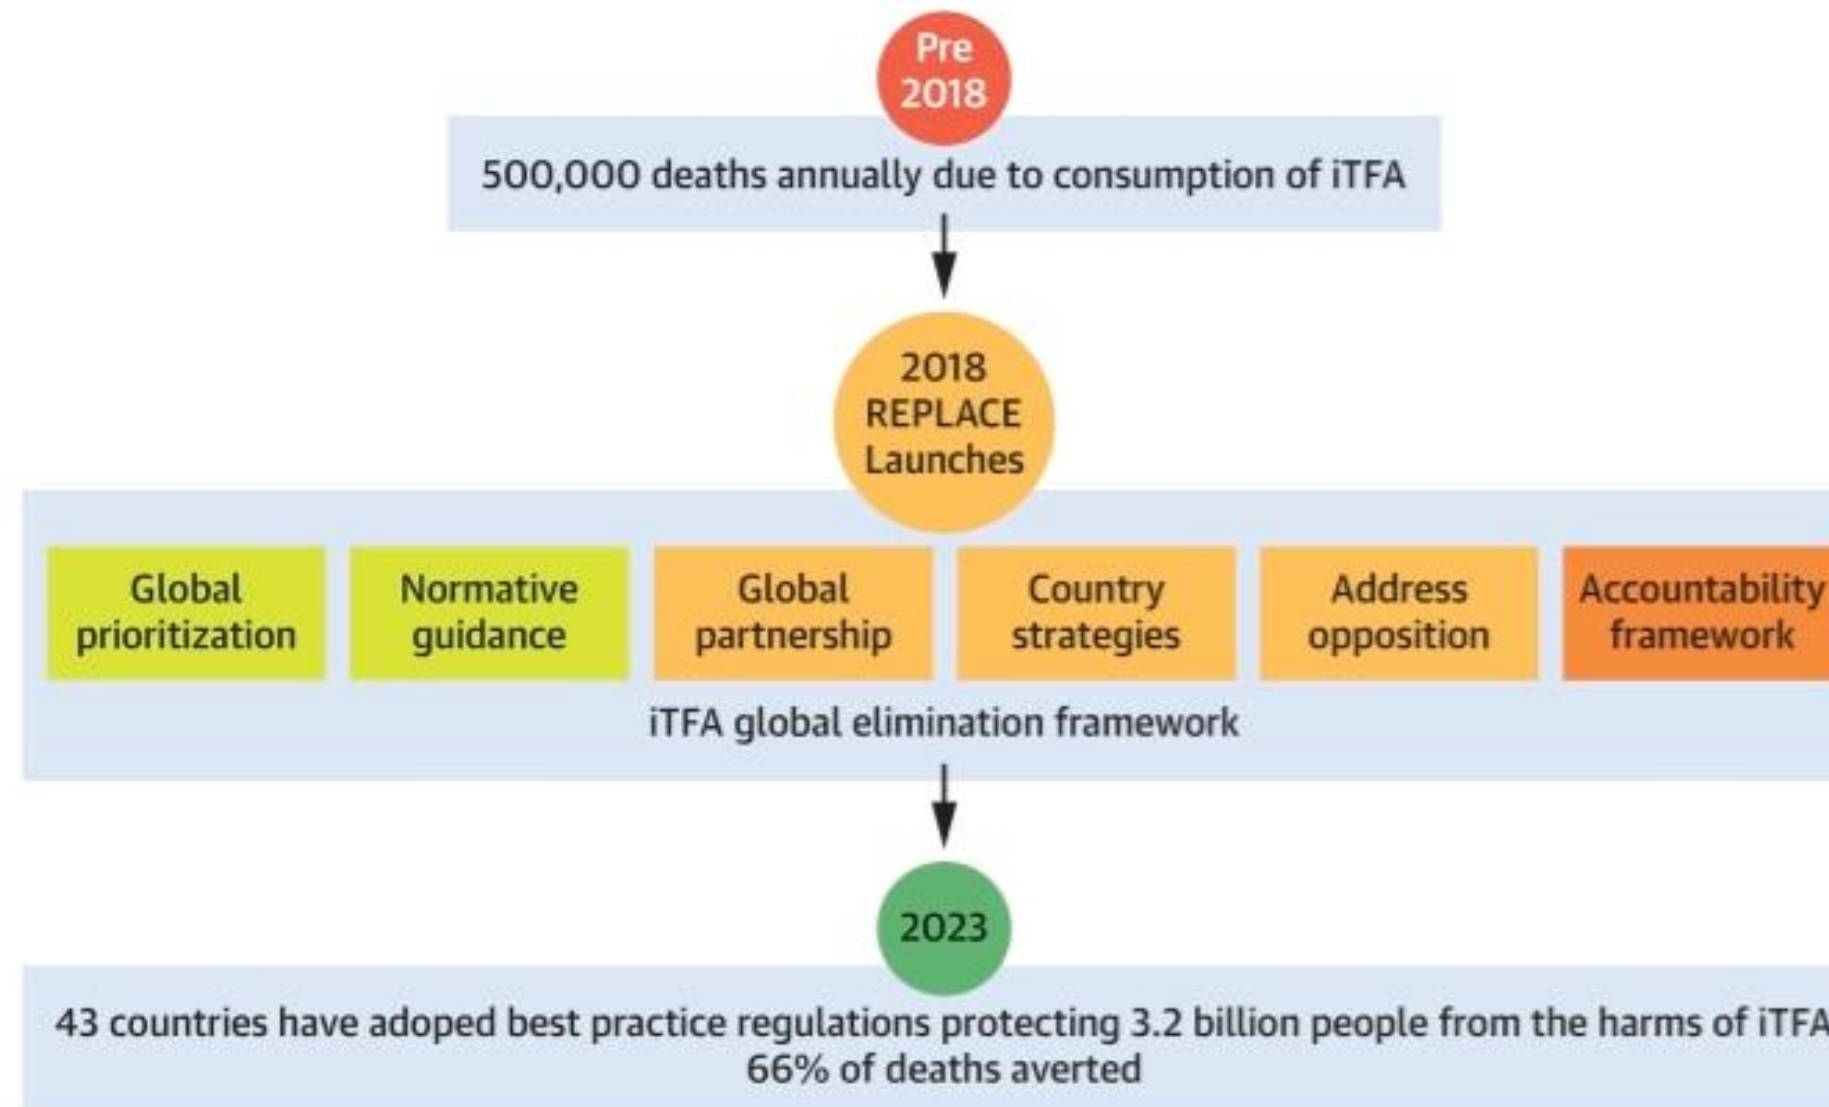 Pre
2018
500,000 deaths annually due to consumption of iTFA
2018
REPLACE
Launches
Global
prioritization
Normative
guidance
Global
partnership
Country
strategies
Address
opposition
Accountability
framework
iTFA global elimination framework
2023
43 countries have adoped best practice regulations protecting 3.2 billion people from the harms of iTFA
66% of deaths averted